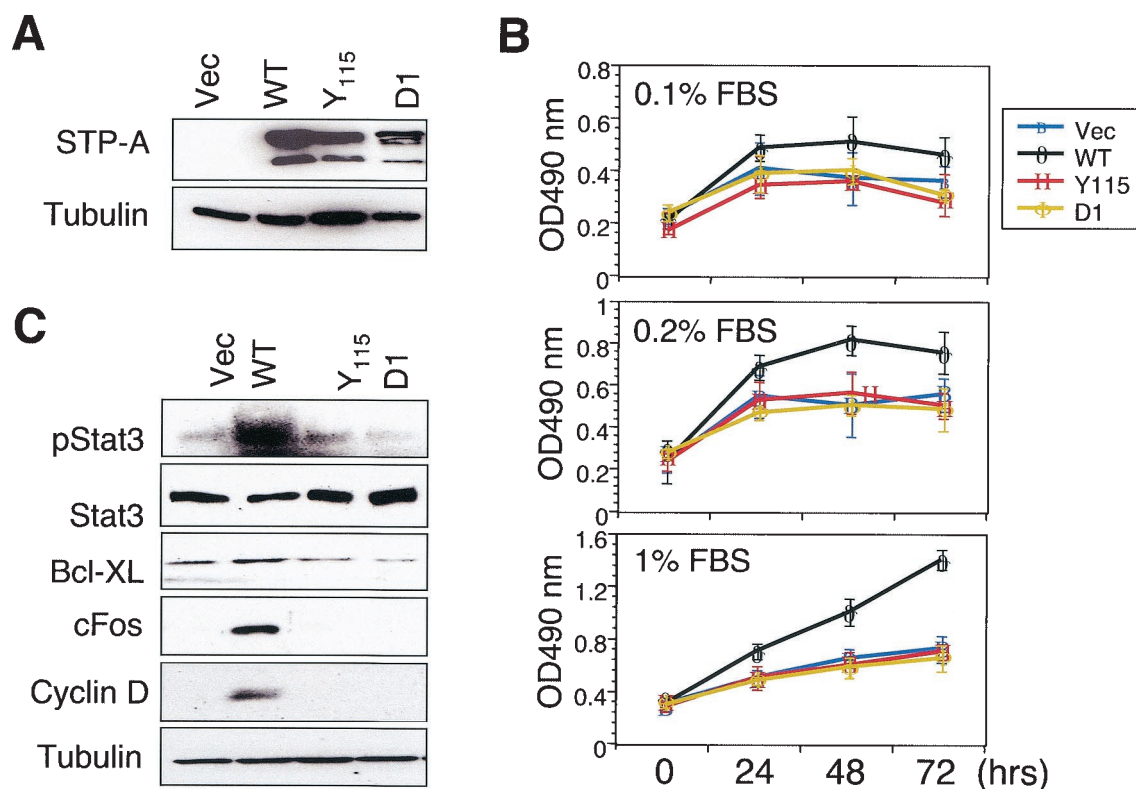 A
Vec
WT
Y115
D1
STP-A
Tubulin
B
0.8
0.6
0.4
0.2
0
OD490 nm
0.1% FBS
Vec
WT
Y115
D1
1
0.8
0.6
0.4
0.2
0
OD490 nm
0.2% FBS
1.6
1.2
0.8
0.4
0
OD490 nm
1% FBS
0 24 48 72 (hrs)
C
Vec
WT
Y115
D1
pStat3
Stat3
Bcl-XL
cFos
Cyclin D
Tubulin